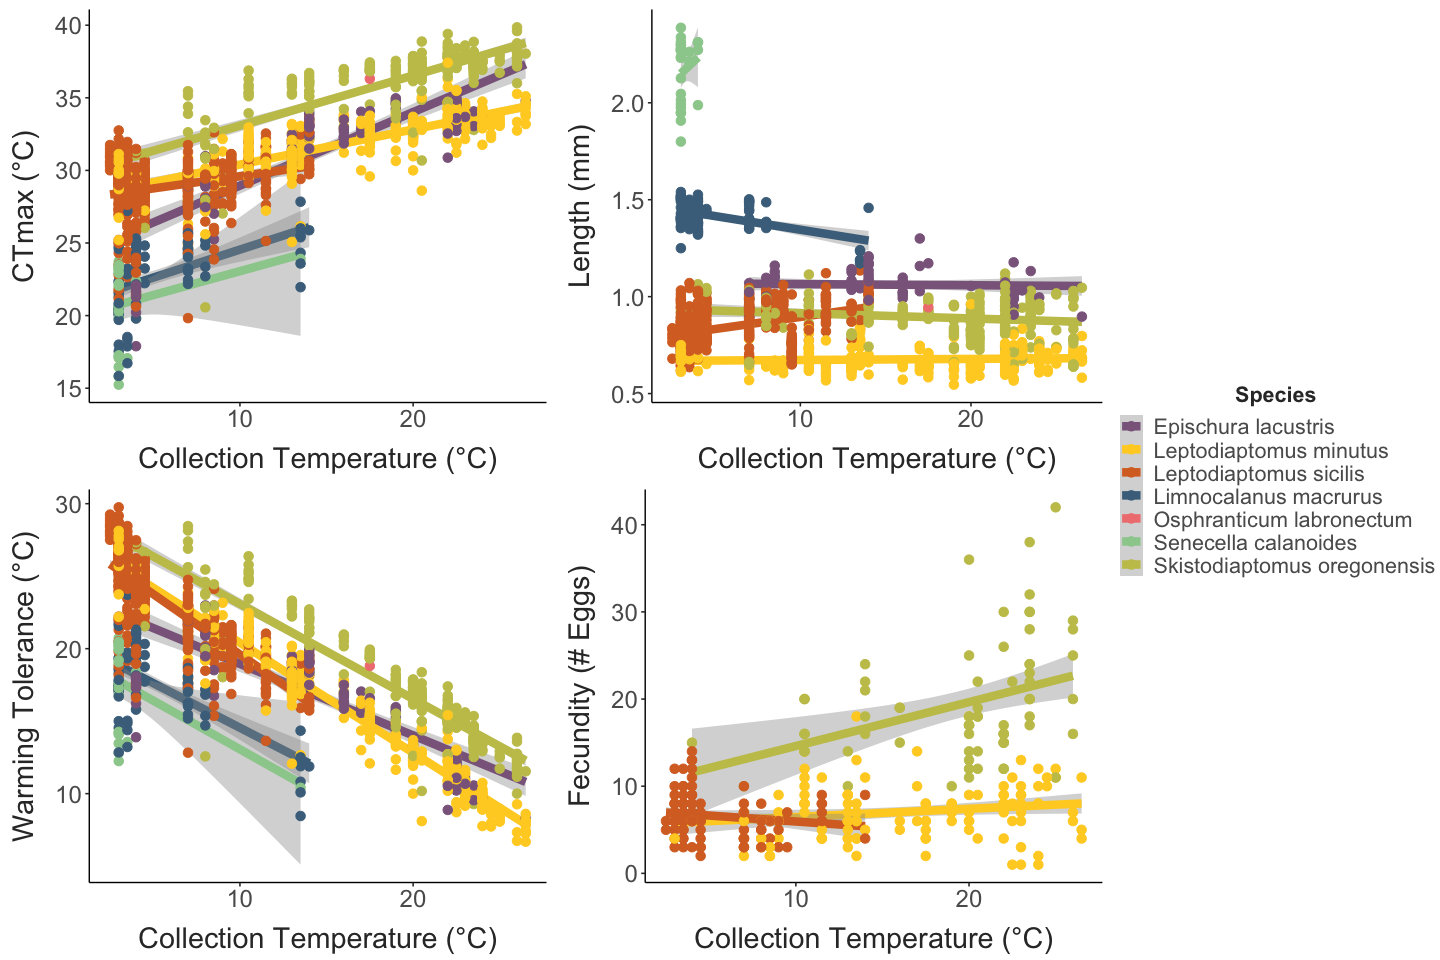 40
35
30
25
20
15
CTmax (°C)
10
20
Collection Temperature (°C)
2.0
1.5
1.0
0.5
Length (mm)
10
20
Collection Temperature (°C)
30
20
10
Warming Tolerance (°C)
10
20
Collection Temperature (°C)
40
30
20
10
0
Fecundity (# Eggs)
10
20
Collection Temperature (°C)
Species
Epischura lacustris
Leptodiaptomus minutus
Leptodiaptomus sicilis
Limnocalanus macrurus
Osphranticum labronectum
Senecella calanoides
Skistodiaptomus oregonensis